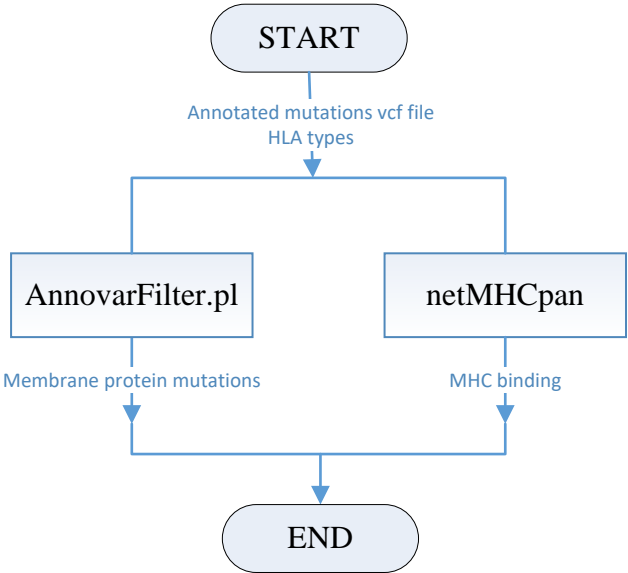 START
Annotated mutations vcf file
HLA types
AnnovarFilter.pl
netMHCpan
Membrane protein mutations
MHC binding
END